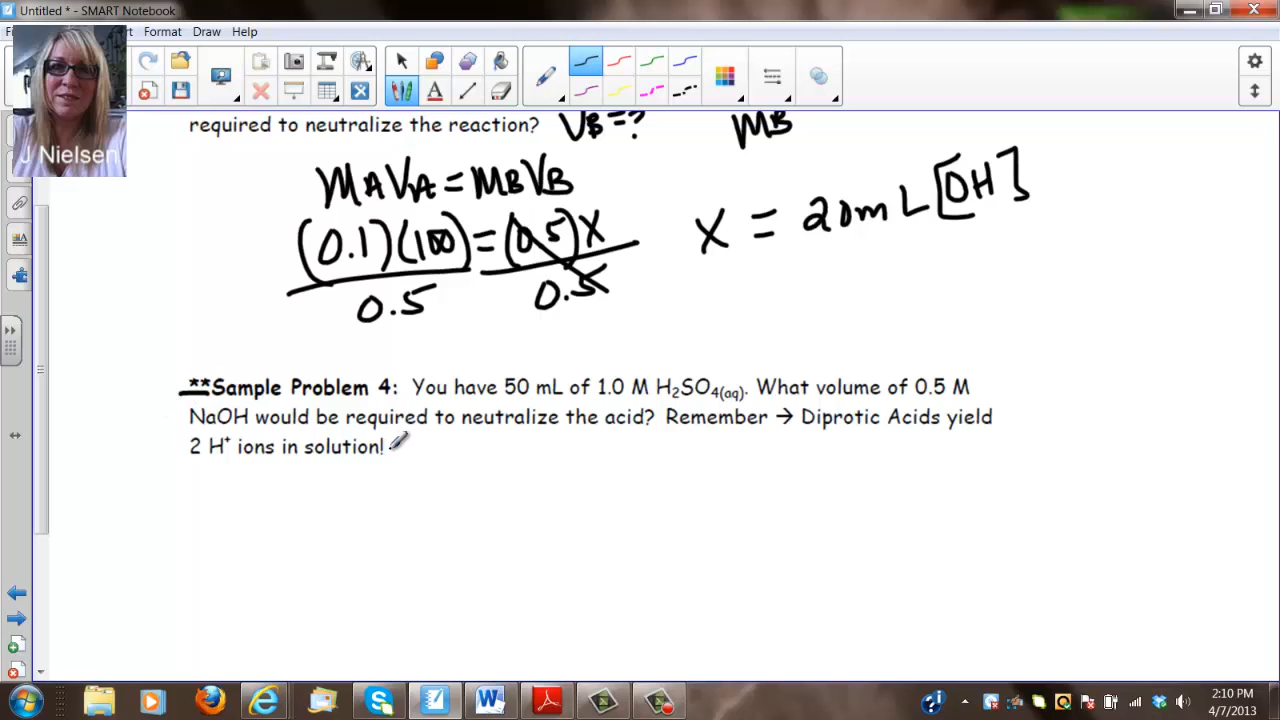 Untitled * - SMART Notebook
Format Draw Help
J Nielsen
required to neutralize the reaction? VB=? MB
MAVA=MBVB
(0.1)(100)=(0.5)X X = 20mL[OH]
0.5 0.5
**Sample Problem 4: You have 50 mL of 1.0 M H₂SO₄(aq). What volume of 0.5 M
NaOH would be required to neutralize the acid? Remember → Diprotic Acids yield
2 H⁺ ions in solution!
2:10 PM
4/7/2013